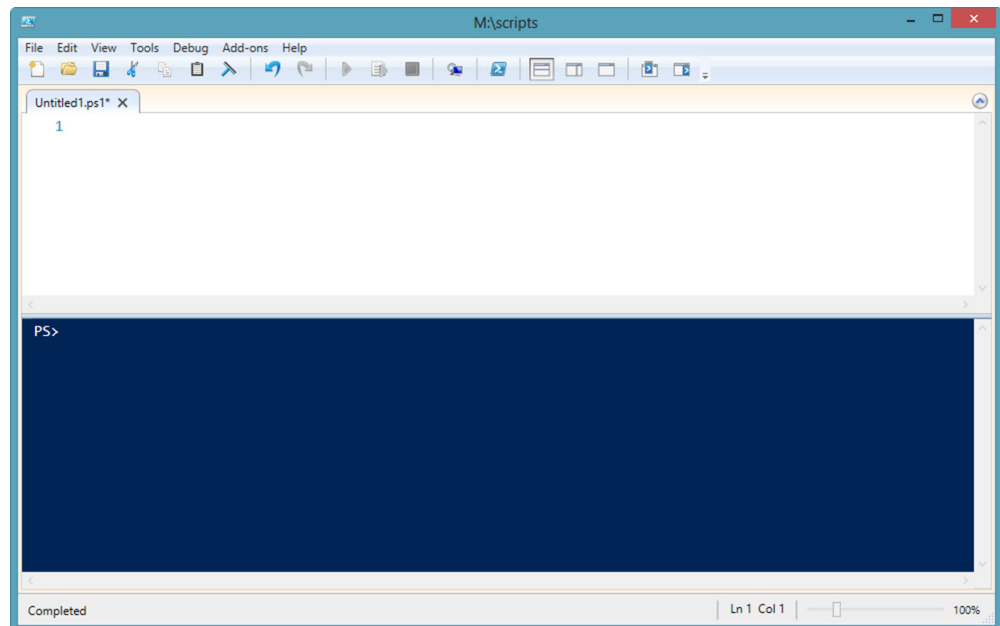 M:\scripts
File Edit View Tools Debug Add-ons Help
Untitled1.ps1* X
1
PS>
Completed Ln 1 Col 1 100%